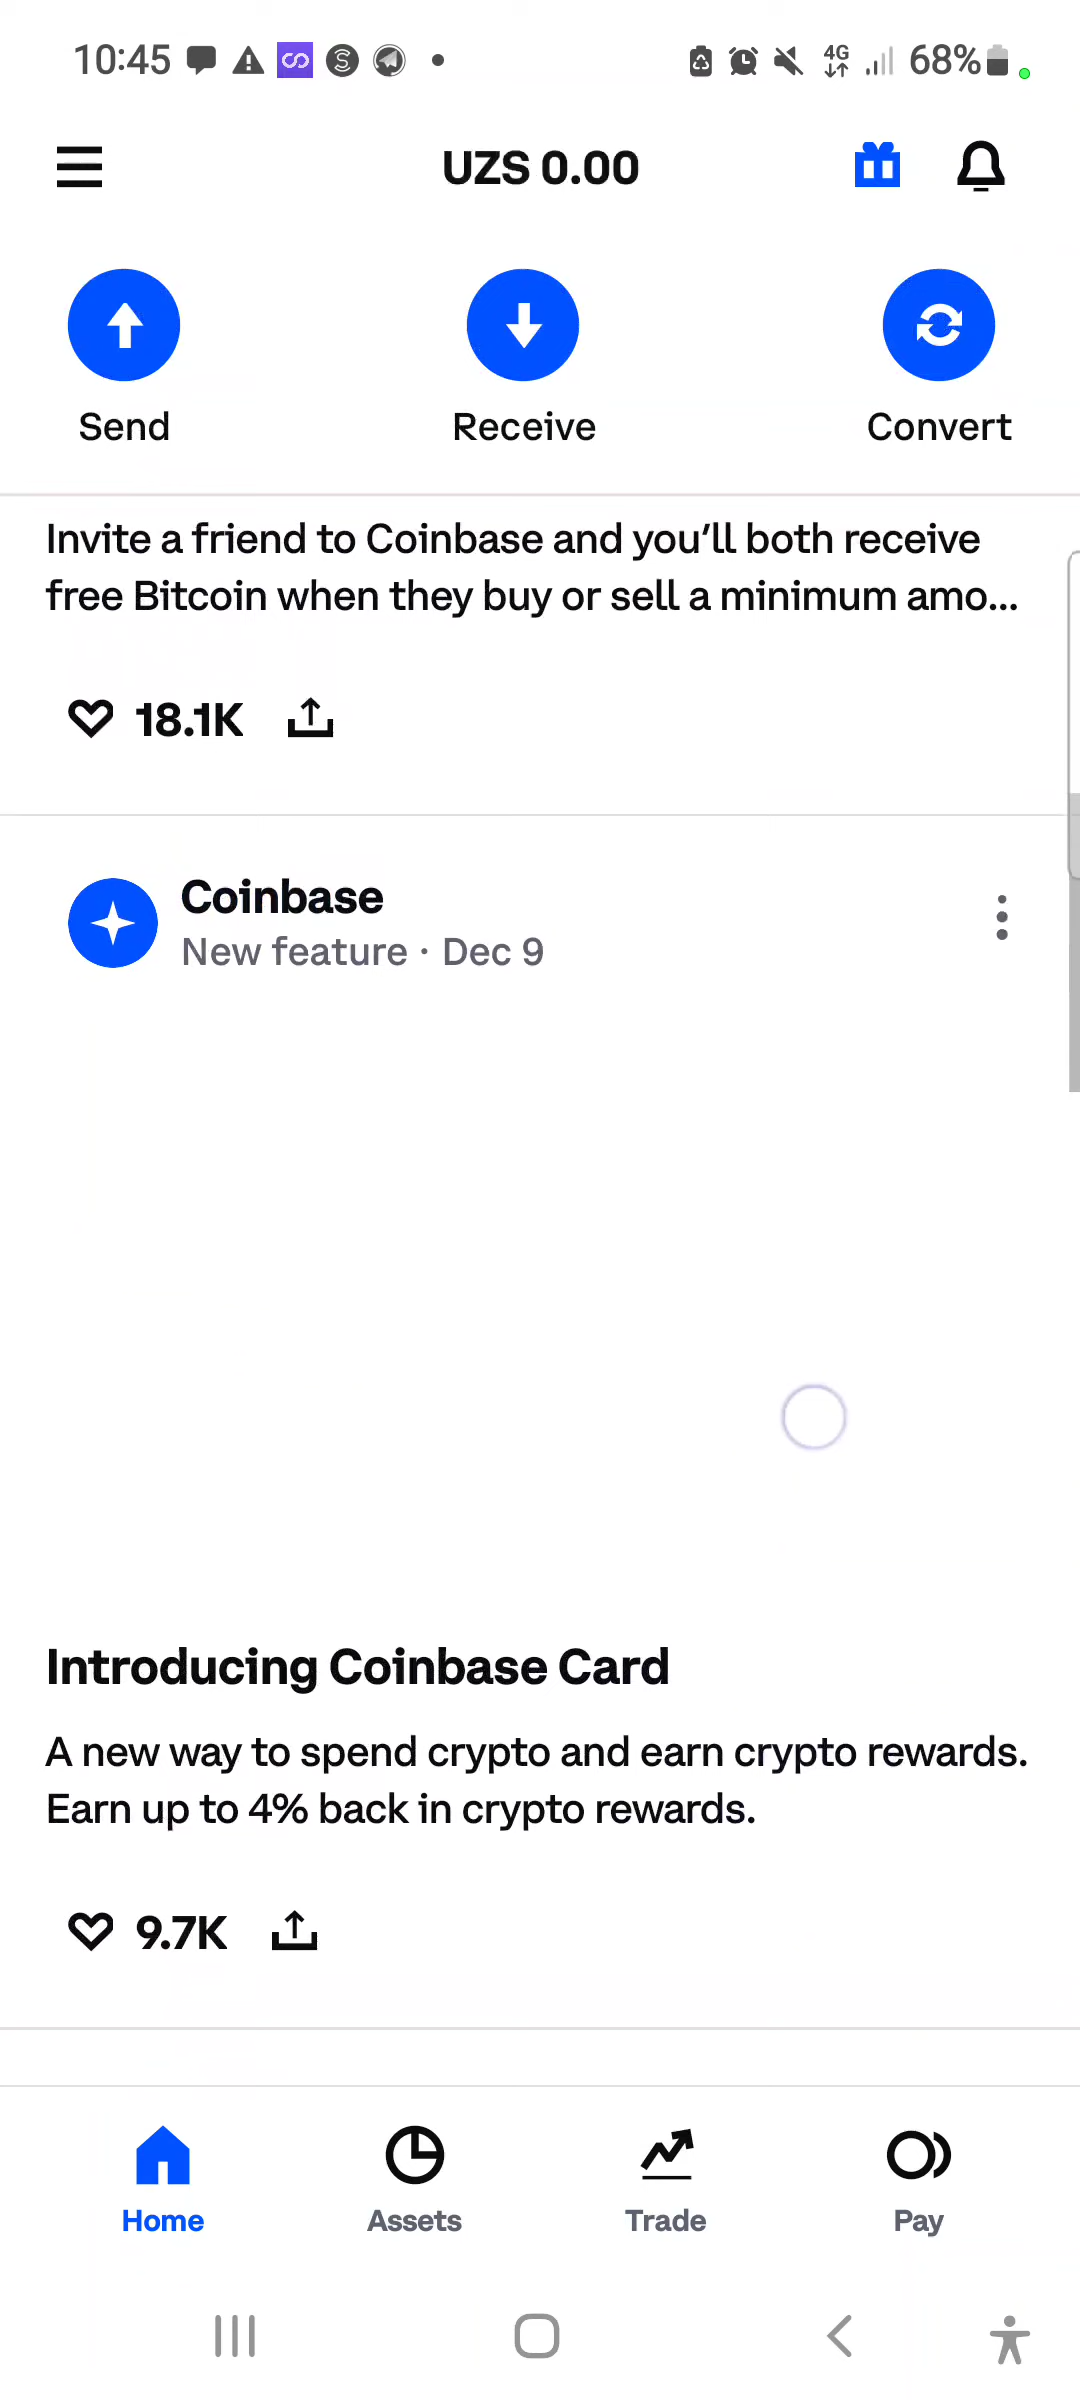 10:45
4G
68%
UZS 0.00
Send
Receive
Convert
Invite a friend to Coinbase and you’ll both receive
free Bitcoin when they buy or sell a minimum amo...
18.1K
Coinbase
New feature · Dec 9
Introducing Coinbase Card
A new way to spend crypto and earn crypto rewards.
Earn up to 4% back in crypto rewards.
9.7K
Home
Assets
Trade
Pay